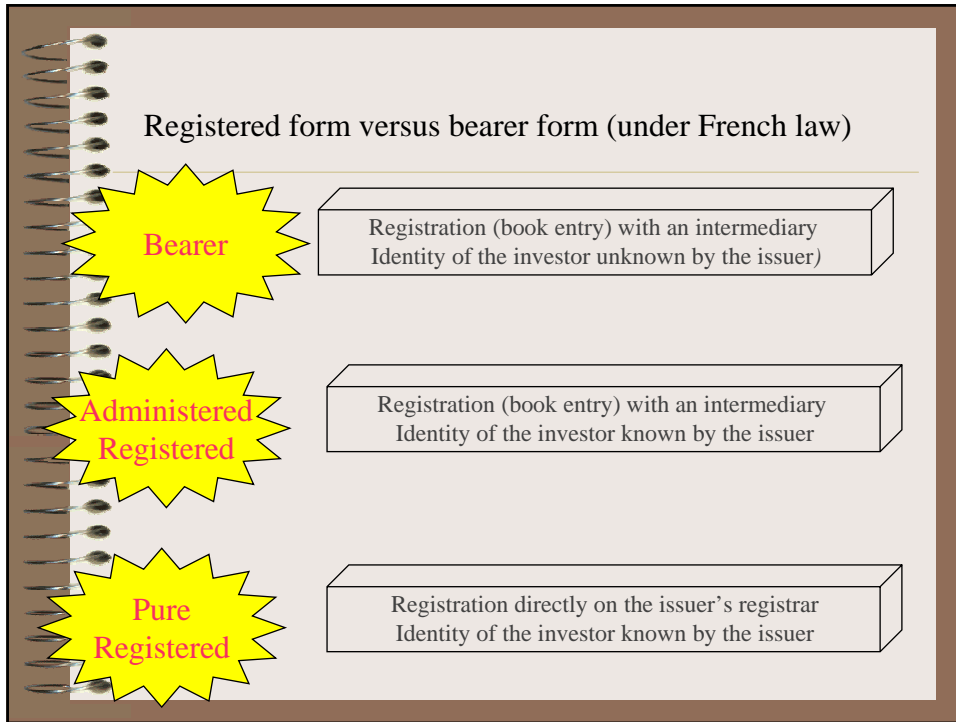 Registered form versus bearer form (under French law)
Bearer
Registration (book entry) with an intermediary
Identity of the investor unknown by the issuer)
Administered
Registered
Registration (book entry) with an intermediary
Identity of the investor known by the issuer
Pure
Registered
Registration directly on the issuer’s registrar
Identity of the investor known by the issuer